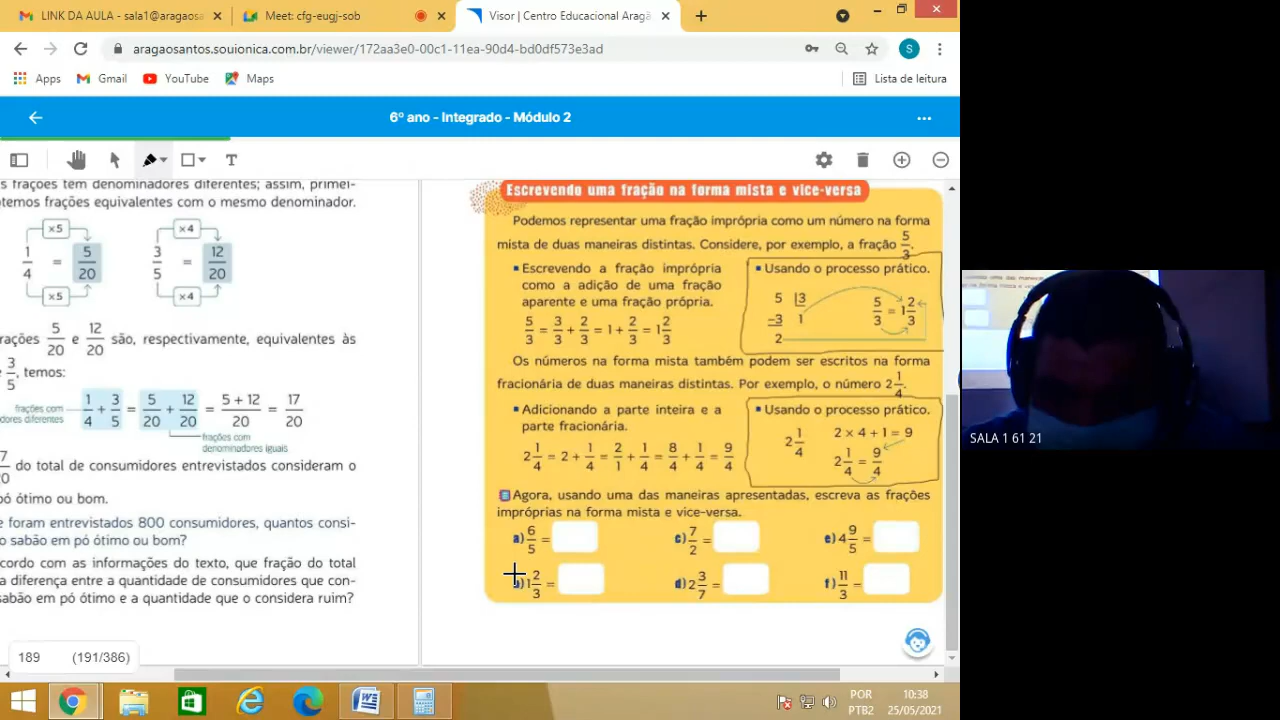 LINK DA AULA - sala1@aragaosan
Meet: cfg-eugj-sob
Visor | Centro Educacional Aragã
aragaosantos.souionica.com.br/viewer/172aa3e0-00c1-11ea-90d4-bd0df573e3ad
S
Apps
Gmail
YouTube
Maps
Lista de leitura
6º ano - Integrado - Módulo 2
T
s frações têm denominadores diferentes; assim, primei-
temos frações equivalentes com o mesmo denominador.
×5 ×4
1/4 = 5/20 3/5 = 12/20
×5 ×4
rações 5/20 e 12/20 são, respectivamente, equivalentes às
3/5, temos:
frações com
dores diferentes
1/4 + 3/5 = 5/20 + 12/20 = 5 + 12/20 = 17/20
frações com
denominadores iguais
7/20 do total de consumidores entrevistados consideram o
pó ótimo ou bom.
e foram entrevistados 800 consumidores, quantos consi-
o sabão em pó ótimo ou bom?
cordo com as informações do texto, que fração do total
a diferença entre a quantidade de consumidores que con-
sabão em pó ótimo e a quantidade que o considera ruim?
189 (191/386)
Escrevendo uma fração na forma mista e vice-versa
Podemos representar uma fração imprópria como um número na forma
mista de duas maneiras distintas. Considere, por exemplo, a fração 5/3.
▪ Escrevendo a fração imprópria
como a adição de uma fração
aparente e uma fração própria.
5/3 = 3/3 + 2/3 = 1 + 2/3 = 1 2/3
▪ Usando o processo prático.
5 |3
−3 1
2
5/3 = 1 2/3
Os números na forma mista também podem ser escritos na forma
fracionária de duas maneiras distintas. Por exemplo, o número 2 1/4.
▪ Adicionando a parte inteira e a
parte fracionária.
2 1/4 = 2 + 1/4 = 2/1 + 1/4 = 8/4 + 1/4 = 9/4
▪ Usando o processo prático.
2 1/4
2 × 4 + 1 = 9
2 1/4 = 9/4
Agora, usando uma das maneiras apresentadas, escreva as frações
impróprias na forma mista e vice-versa.
a) 6/5 = c) 7/2 = e) 4 9/5 =
) 1 2/3 = d) 2 3/7 = f) 11/3 =
SALA 1 61 21
POR
PTB2
10:38
25/05/2021